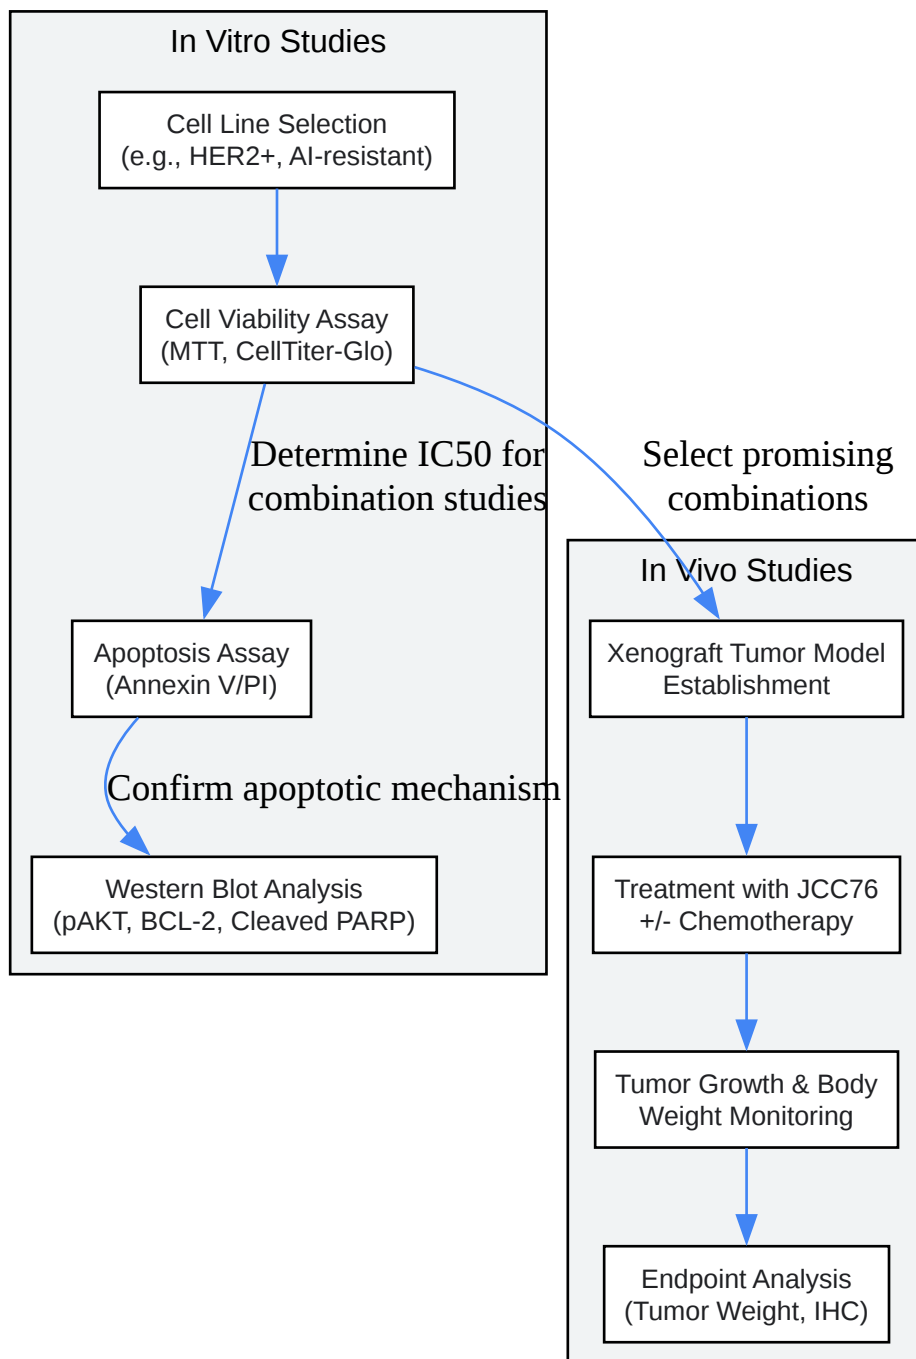 In Vitro Studies
Cell Line Selection
(e.g., HER2+, AI-resistant)
Cell Viability Assay
(MTT, CellTiter-Glo)
Determine IC50 for
combination studies
Apoptosis Assay
(Annexin V/PI)
Confirm apoptotic mechanism
Western Blot Analysis
(pAKT, BCL-2, Cleaved PARP)
Select promising
combinations
In Vivo Studies
Xenograft Tumor Model
Establishment
Treatment with JCC76
+/- Chemotherapy
Tumor Growth & Body
Weight Monitoring
Endpoint Analysis
(Tumor Weight, IHC)